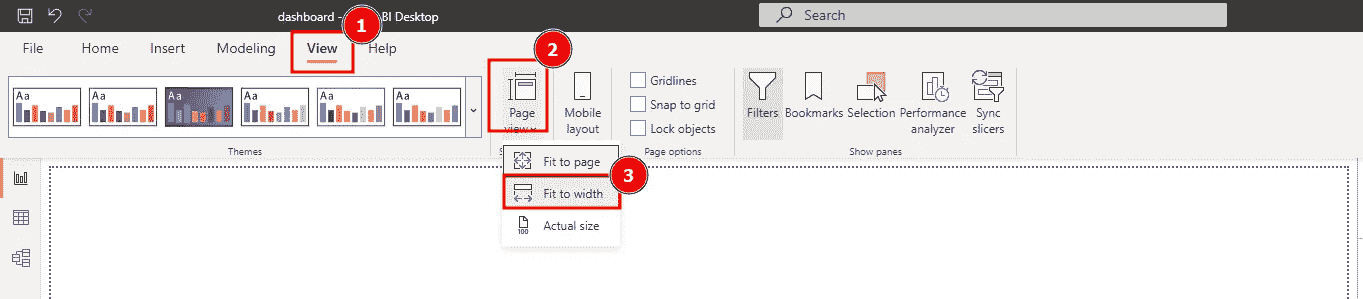 dashboard - BI Desktop
Search
1
File Home Insert Modeling View Help
2
Aa Aa Aa Aa Aa Aa
Page view
Mobile layout
Gridlines
Snap to grid
Lock objects
Filters
Bookmarks
Selection
Performance analyzer
Sync slicers
Themes
Page options
Show panes
Fit to page
3
Fit to width
100
Actual size